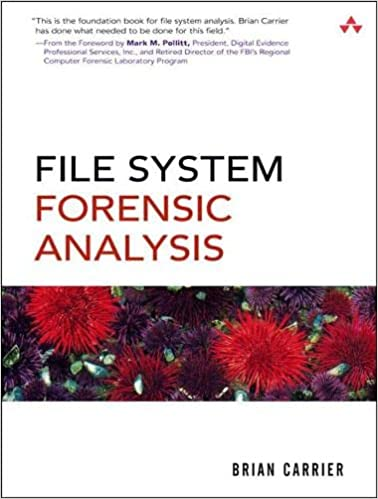 "This is the foundation book for file system analysis. Brian Carrier
has done what needed to be done for this field."
—From the Foreword by Mark M. Pollitt, President, Digital Evidence
Professional Services, Inc., and Retired Director of the FBI's Regional
Computer Forensic Laboratory Program
FILE SYSTEM
FORENSIC
ANALYSIS
BRIAN CARRIER